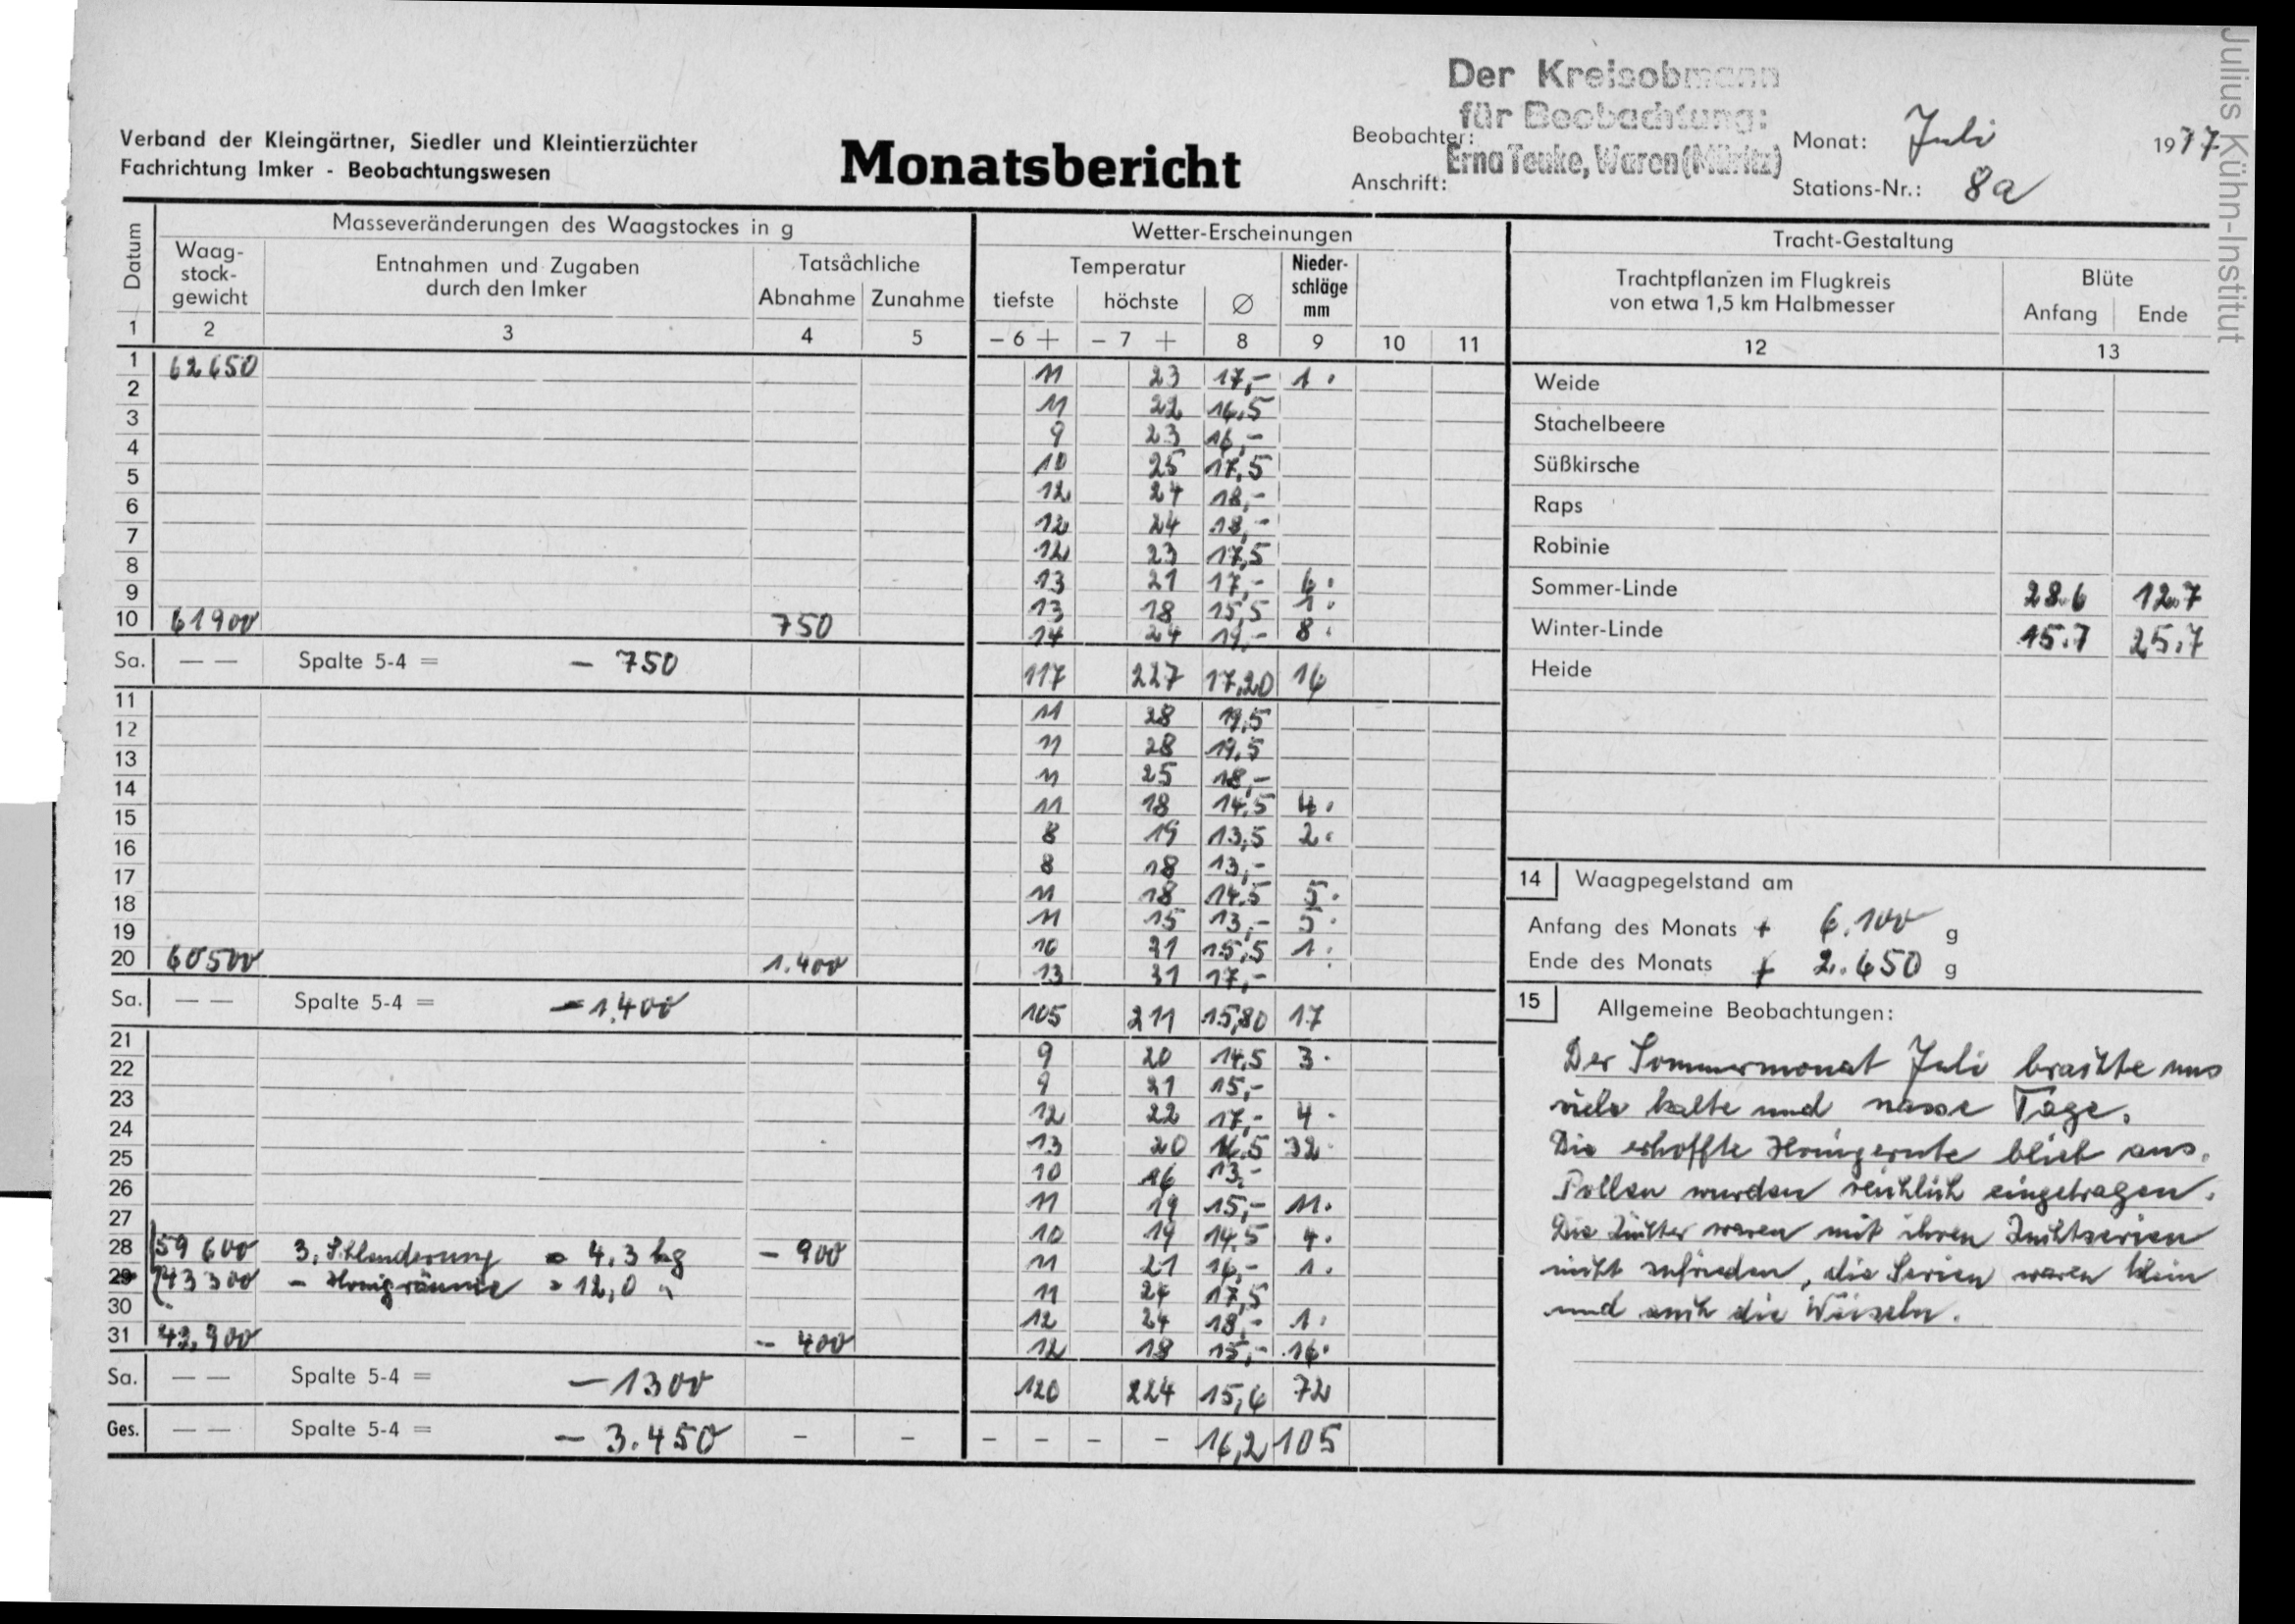 Der Kreisobmann
für Beobachtung:
Erna Teuke, Waren (Müritz)
Julius Kühn-Institut
Verband der Kleingärtner, Siedler und Kleintierzüchter
Fachrichtung Imker - Beobachtungswesen
Monatsbericht
Beobachter:
Anschrift:
Monat: Juli 1977
Stations-Nr.: 8a
Datum
Masseveränderungen des Waagstockes in g
Waag-
stock-
gewicht
Entnahmen und Zugaben
durch den Imker
Tatsächliche
Abnahme Zunahme
Wetter-Erscheinungen
Temperatur
tiefste höchste Ø
Nieder-
schläge
mm
Tracht-Gestaltung
Trachtpflanzen im Flugkreis
von etwa 1,5 km Halbmesser
Blüte
Anfang Ende
1 2 3 4 5 - 6 + - 7 + 8 9 10 11 12 13
1 62650 11 23 17,- 1.
2 11 22 16,5
3 9 23 16,-
4 10 25 17,5
5 12 24 18,-
6 12 24 18,-
7 12 23 17,5
8 13 21 17,- 6.
9 13 18 15,5 1.
10 61900 750 14 24 19,- 8.
Sa. — — Spalte 5-4 = - 750 117 227 17,20 16
11 11 28 19,5
12 11 28 19,5
13 11 25 18,-
14 11 18 14,5 4.
15 8 19 13,5 2.
16 8 18 13,-
17 11 18 14,5 5.
18 11 15 13,- 5.
19 10 21 15,5 1.
20 60500 1.400 13 21 17,-
Sa. — — Spalte 5-4 = - 1.400 105 211 15,80 17
21 9 20 14,5 3.
22 9 21 15,-
23 12 22 17,- 4.
24 13 20 16,5 32.
25 10 16 13,-
26 11 19 15,- 11.
27 10 19 14,5 4.
28 59600 3. Schleuderung = 4,3 kg - 900 11 21 16,- 1.
29 43300 - Honigräume = 12,0 " 11 24 17,5
30 12 24 18,- 1.
31 42.900 - 400 12 18 15,- 16.
Sa. — — Spalte 5-4 = - 1300 120 224 15,6 72
Ges. — — Spalte 5-4 = - 3.450 - - - - - - 16,2 105
Weide
Stachelbeere
Süßkirsche
Raps
Robinie
Sommer-Linde 28.6 12.7
Winter-Linde 15.7 25.7
Heide
14 Waagpegelstand am
Anfang des Monats + 6.100 g
Ende des Monats + 2.650 g
15 Allgemeine Beobachtungen:
Der Sommermonat Juli brachte uns
viele kalte und nasse Tage.
Die erhoffte Honigernte blieb aus.
Pollen wurden reichlich eingetragen.
Die Züchter waren mit ihren Zuchtserien
nicht zufrieden, die Serien waren klein
und auch die Weiseln.